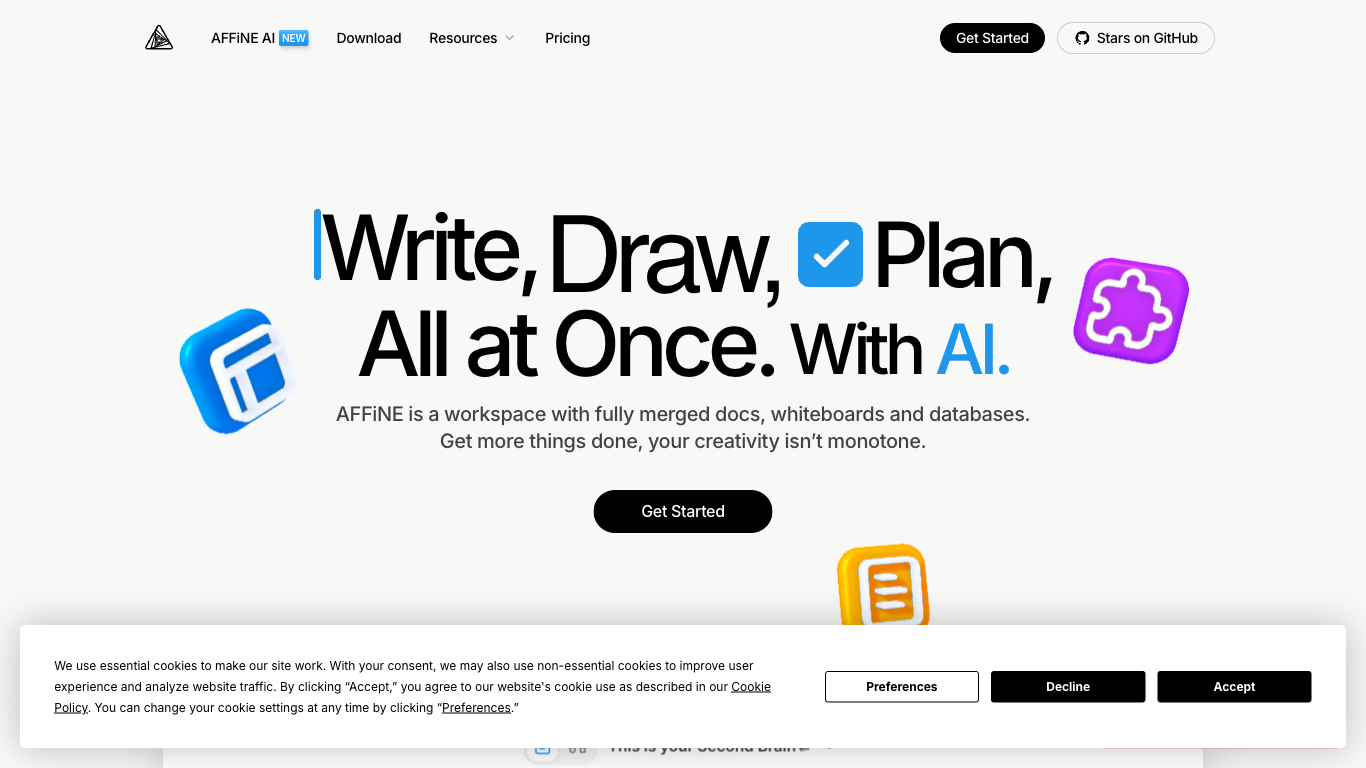 AFFiNE AI NEW Download Resources Pricing Get Started Stars on GitHub
Write, Draw, Plan,
All at Once. With AI.
AFFiNE is a workspace with fully merged docs, whiteboards and databases.
Get more things done, your creativity isn’t monotone.
Get Started
We use essential cookies to make our site work. With your consent, we may also use non-essential cookies to improve user
experience and analyze website traffic. By clicking “Accept,” you agree to our website's cookie use as described in our Cookie
Policy. You can change your cookie settings at any time by clicking “Preferences.”
Preferences Decline Accept
This is your Second Brain